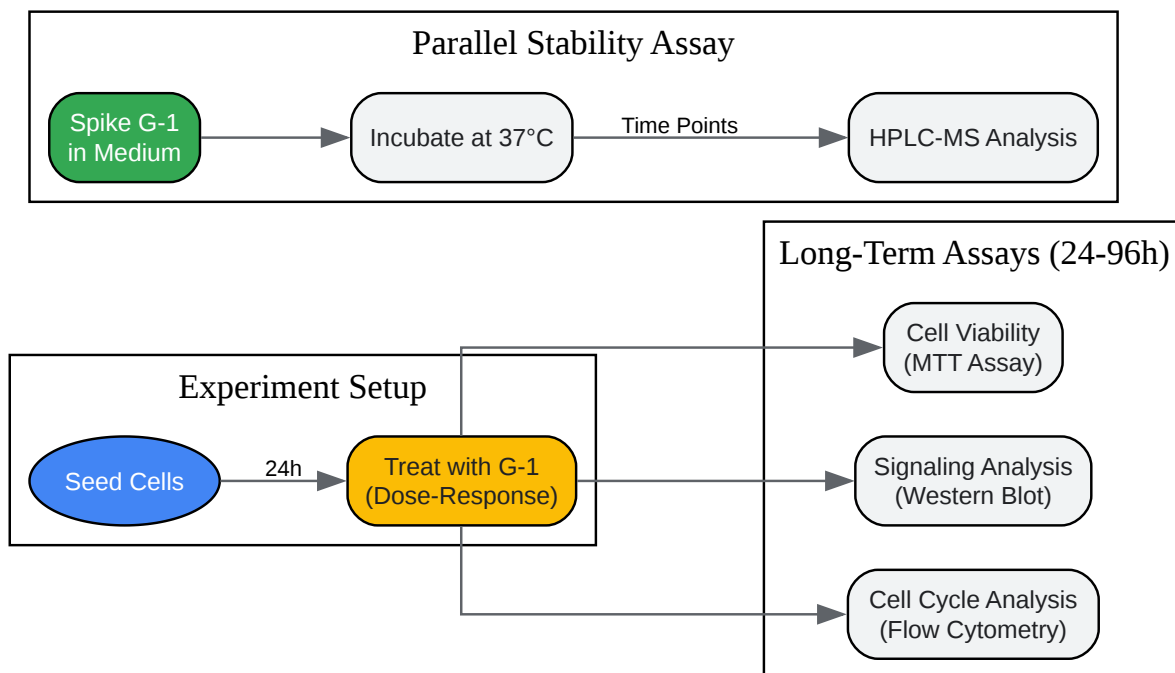 Parallel Stability Assay
Spike G-1
in Medium
Incubate at 37°C
Time Points
HPLC-MS Analysis
Long-Term Assays (24-96h)
Cell Viability
(MTT Assay)
Experiment Setup
Seed Cells
24h
Treat with G-1
(Dose-Response)
Signaling Analysis
(Western Blot)
Cell Cycle Analysis
(Flow Cytometry)